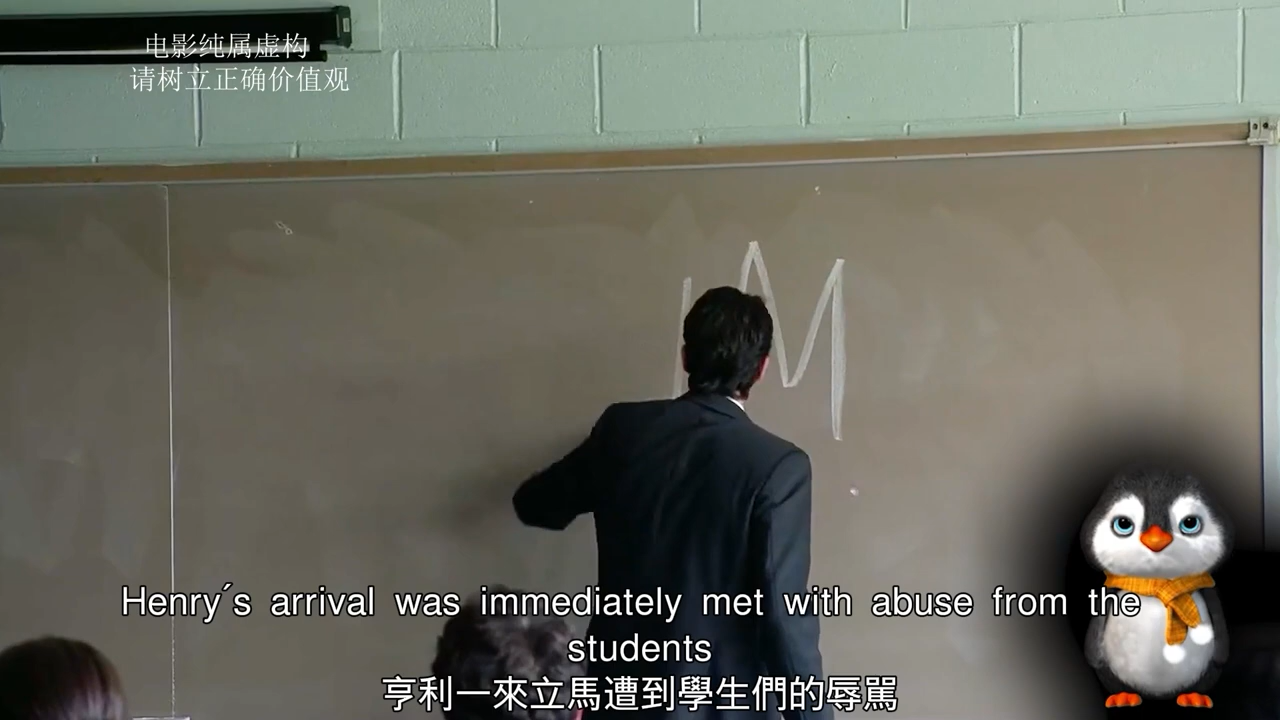 电影纯属虚构
请树立正确价值观
M
Henry´s arrival was immediately met with abuse from the
students
亨利一來立馬遭到學生們的辱罵